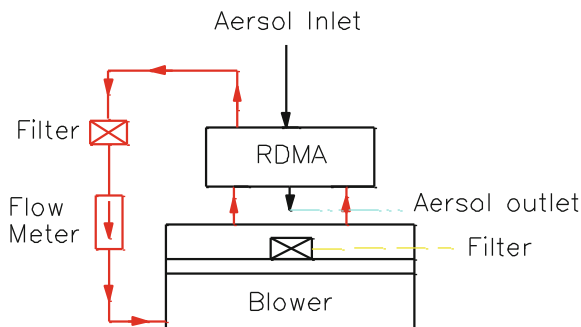 Aersol Inlet
Filter
RDMA
Flow
Meter
Aersol outlet
Filter
Blower